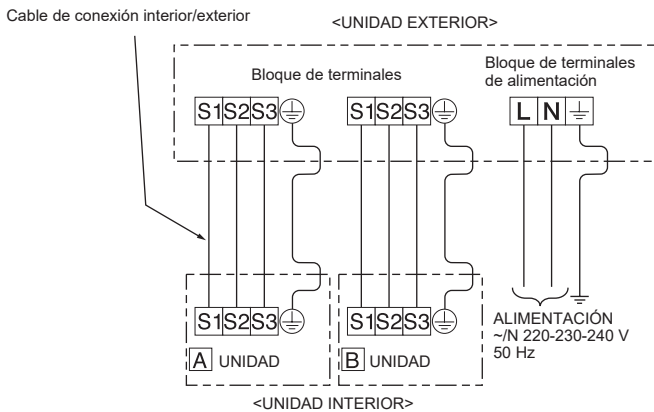 Cable de conexión interior/exterior
<UNIDAD EXTERIOR>
Bloque de terminales
Bloque de terminales
de alimentación
S1 S2 S3
S1 S2 S3
L N
S1 S2 S3
A UNIDAD
S1 S2 S3
B UNIDAD
ALIMENTACIÓN
~/N 220-230-240 V
50 Hz
<UNIDAD INTERIOR>